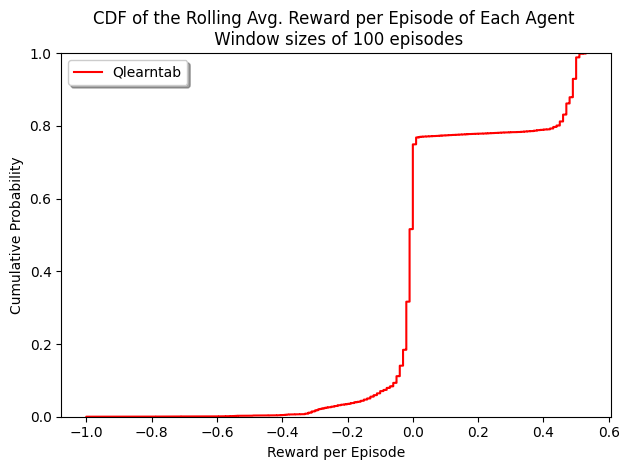 CDF of the Rolling Avg. Reward per Episode of Each Agent
Window sizes of 100 episodes
Qlearntab
Cumulative Probability
1.0
0.8
0.6
0.4
0.2
0.0
−1.0 −0.8 −0.6 −0.4 −0.2 0.0 0.2 0.4 0.6
Reward per Episode